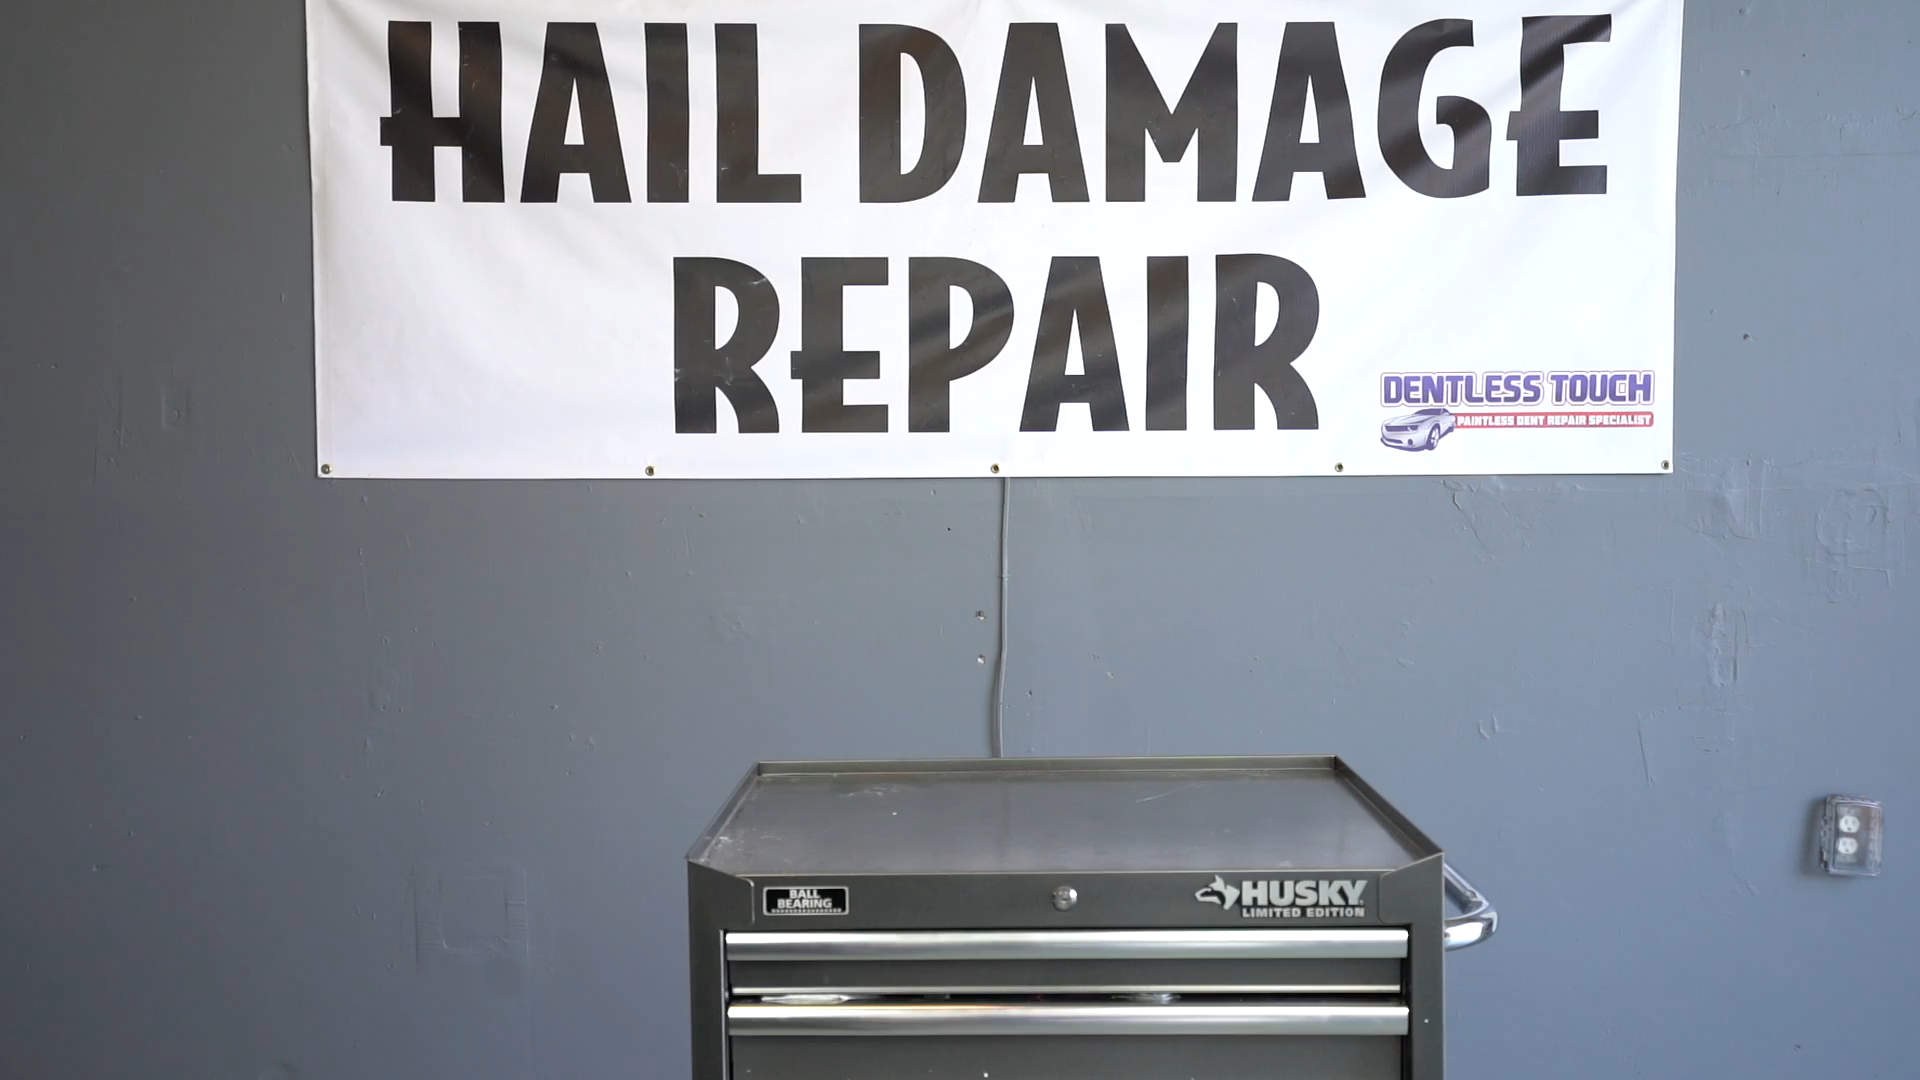 HAIL DAMAGE
REPAIR
DENTLESS TOUCH
PAINTLESS DENT REPAIR SPECIALIST
BALL
BEARING
HUSKY
LIMITED EDITION